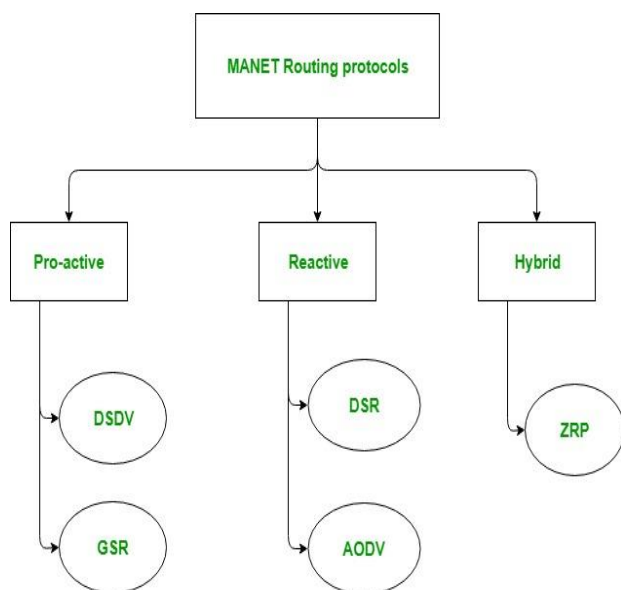 MANET Routing protocols
Pro-active
Reactive
Hybrid
DSDV
DSR
ZRP
GSR
AODV